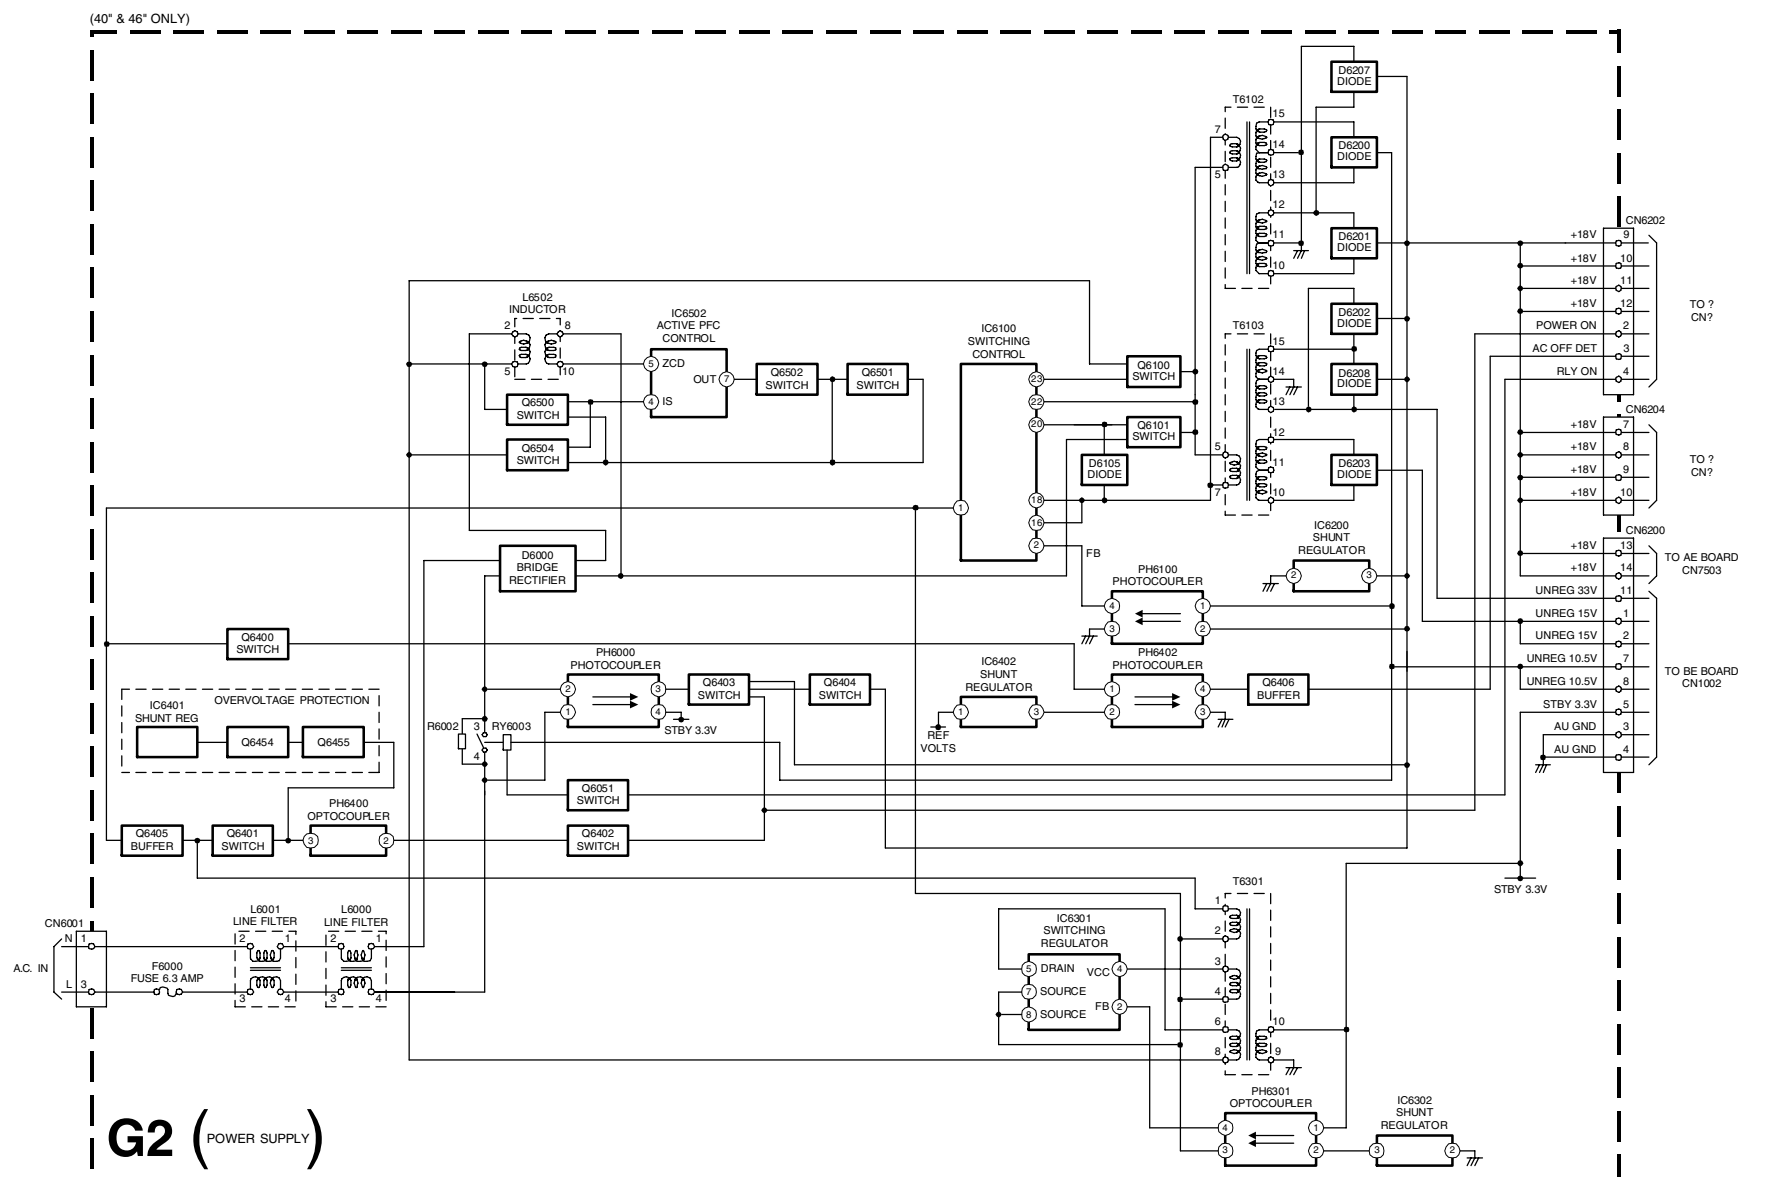 (40" & 46" ONLY)
D6207
DIODE
T6102
15
7
14
D6200
DIODE
5
13
12
11
D6201
DIODE
10
CN6202
+18V 9
+18V 10
+18V 11
+18V 12
POWER ON 2
AC OFF DET 3
RLY ON 4
TO ?
CN?
L6502
INDUCTOR
2
8
5
10
IC6502
ACTIVE PFC
CONTROL
5 ZCD
OUT 7
4 IS
Q6502
SWITCH
Q6501
SWITCH
Q6500
SWITCH
Q6504
SWITCH
IC6100
SWITCHING
CONTROL
23
22
20
1
18
16
2
FB
Q6100
SWITCH
Q6101
SWITCH
D6105
DIODE
D6202
DIODE
T6103
15
14
D6208
DIODE
13
12
5
11
D6203
DIODE
7
10
CN6204
+18V 7
+18V 8
+18V 9
+18V 10
TO ?
CN?
CN6200
+18V 13
+18V 14
TO AE BOARD
CN7503
UNREG 33V 11
UNREG 15V 1
UNREG 15V 2
UNREG 10.5V 7
UNREG 10.5V 8
STBY 3.3V 5
AU GND 3
AU GND 4
TO BE BOARD
CN1002
IC6200
SHUNT
REGULATOR
2
3
D6000
BRIDGE
RECTIFIER
PH6100
PHOTOCOUPLER
4
1
3
2
Q6400
SWITCH
PH6000
PHOTOCOUPLER
2
3
1
4
STBY 3.3V
Q6403
SWITCH
Q6404
SWITCH
IC6402
SHUNT
REGULATOR
1
3
REF
VOLTS
PH6402
PHOTOCOUPLER
1
4
2
3
Q6406
BUFFER
OVERVOLTAGE PROTECTION
IC6401
SHUNT REG
Q6454
Q6455
R6002
3
RY6003
4
Q6051
SWITCH
PH6400
OPTOCOUPLER
Q6405
BUFFER
Q6401
SWITCH
3
2
Q6402
SWITCH
STBY 3.3V
CN6001
A.C. IN
N 1
L 3
F6000
FUSE 6.3 AMP
L6001
LINE FILTER
2
1
3
4
L6000
LINE FILTER
2
1
3
4
IC6301
SWITCHING
REGULATOR
5 DRAIN
VCC 4
7 SOURCE
FB 2
8 SOURCE
T6301
1
2
3
4
6
10
8
9
PH6301
OPTOCOUPLER
4
1
3
2
IC6302
SHUNT
REGULATOR
3
2
G2 (POWER SUPPLY)